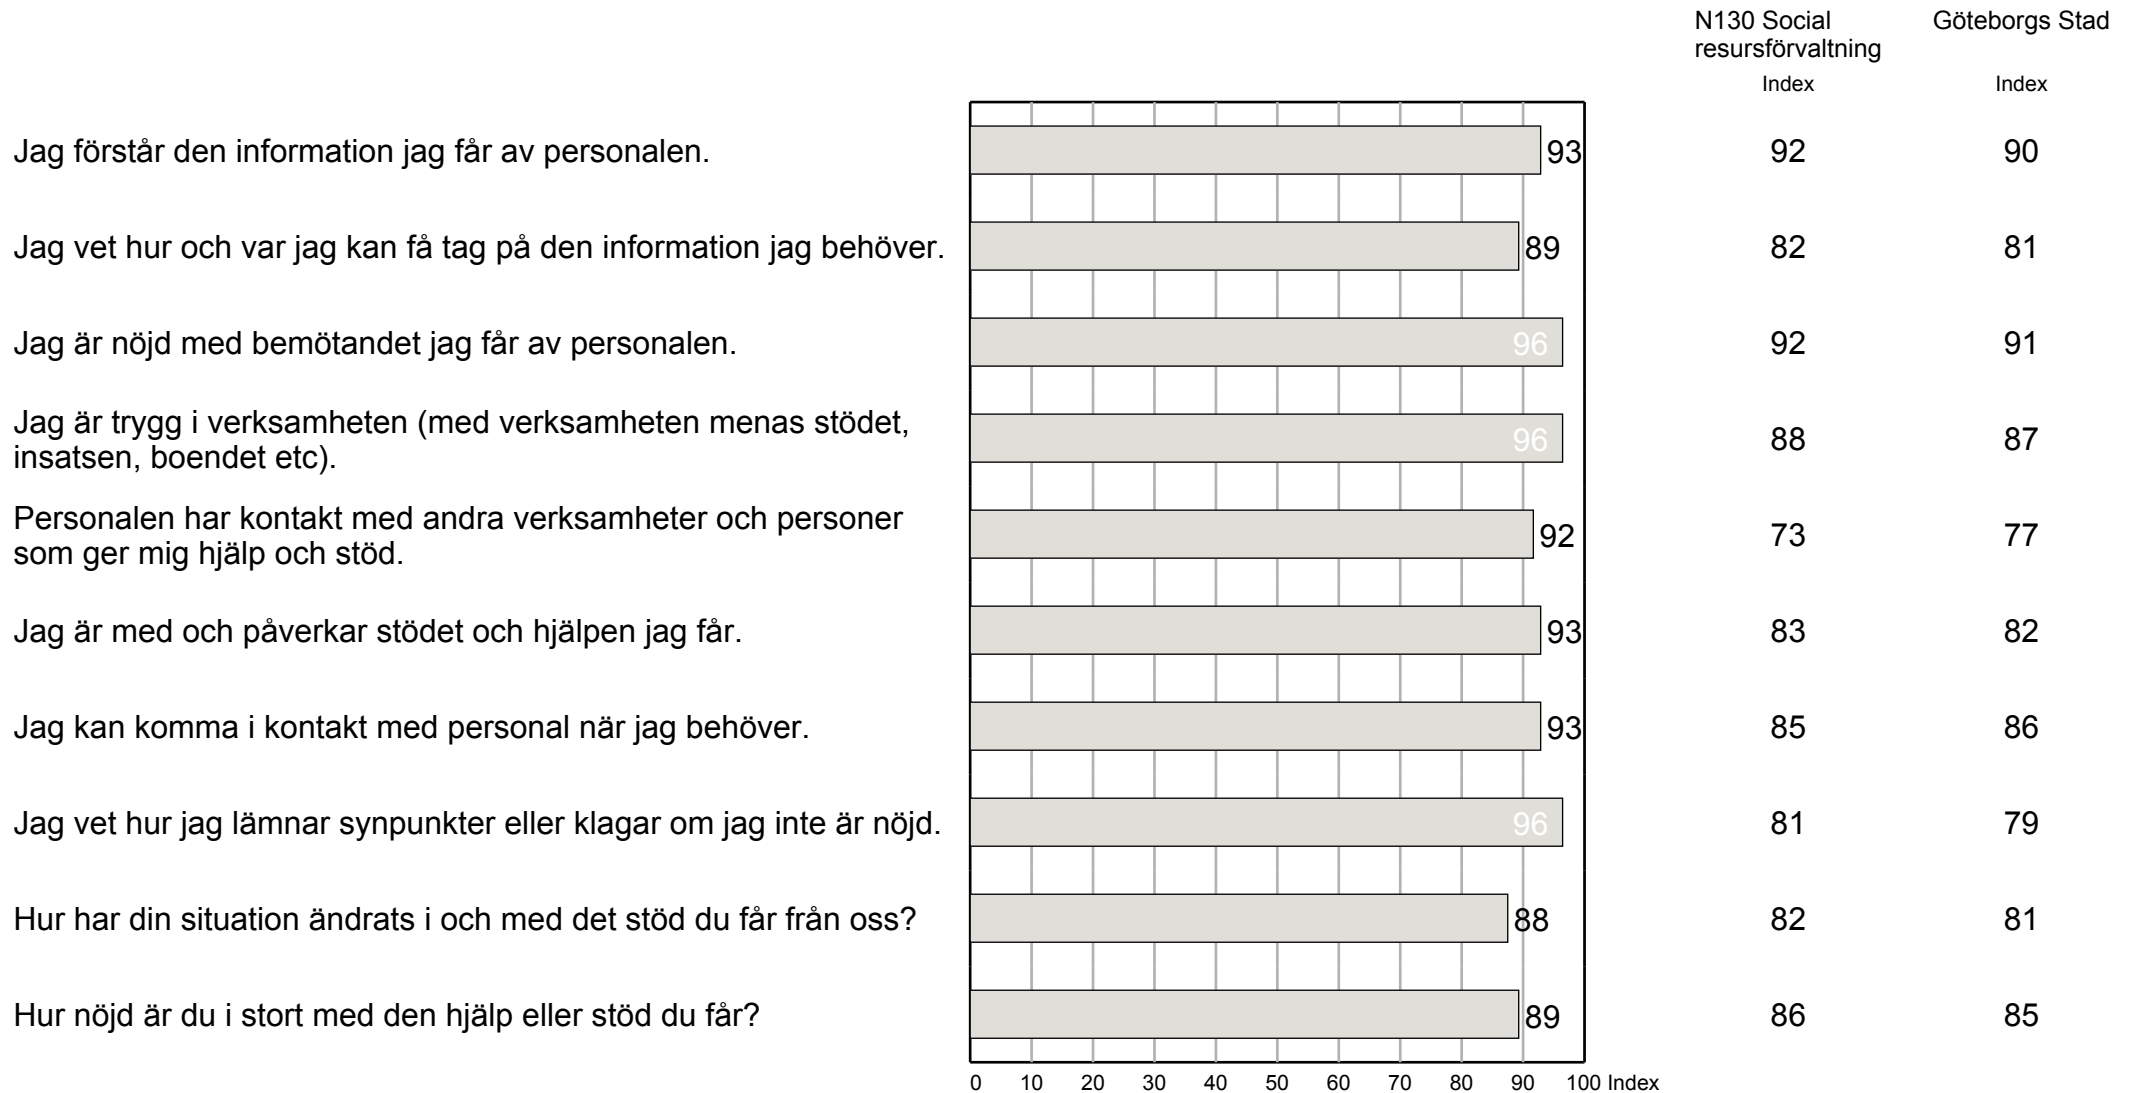 N130 Social
resursförvaltning
Göteborgs Stad
Index
Index
Jag förstår den information jag får av personalen.
93
92
90
Jag vet hur och var jag kan få tag på den information jag behöver.
89
82
81
Jag är nöjd med bemötandet jag får av personalen.
96
92
91
Jag är trygg i verksamheten (med verksamheten menas stödet,
insatsen, boendet etc).
96
88
87
Personalen har kontakt med andra verksamheter och personer
som ger mig hjälp och stöd.
92
73
77
Jag är med och påverkar stödet och hjälpen jag får.
93
83
82
Jag kan komma i kontakt med personal när jag behöver.
93
85
86
Jag vet hur jag lämnar synpunkter eller klagar om jag inte är nöjd.
96
81
79
Hur har din situation ändrats i och med det stöd du får från oss?
88
82
81
Hur nöjd är du i stort med den hjälp eller stöd du får?
89
86
85
0 10 20 30 40 50 60 70 80 90 100 Index